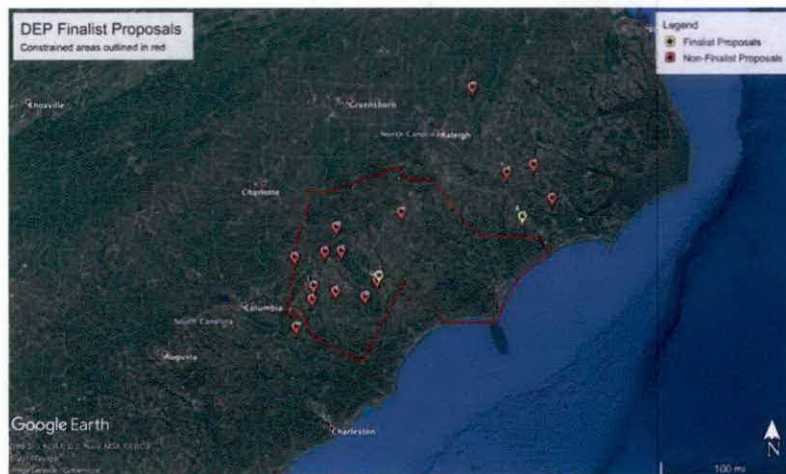 DEP Finalist Proposals
Constrained areas outlined in red
Legend
Finalist Proposals
Non-Finalist Proposals
Knoxville
Greensboro
North Carolina
Raleigh
Charlotte
Columbia
South Carolina
Augusta
Charleston
Google Earth
N
100 mi